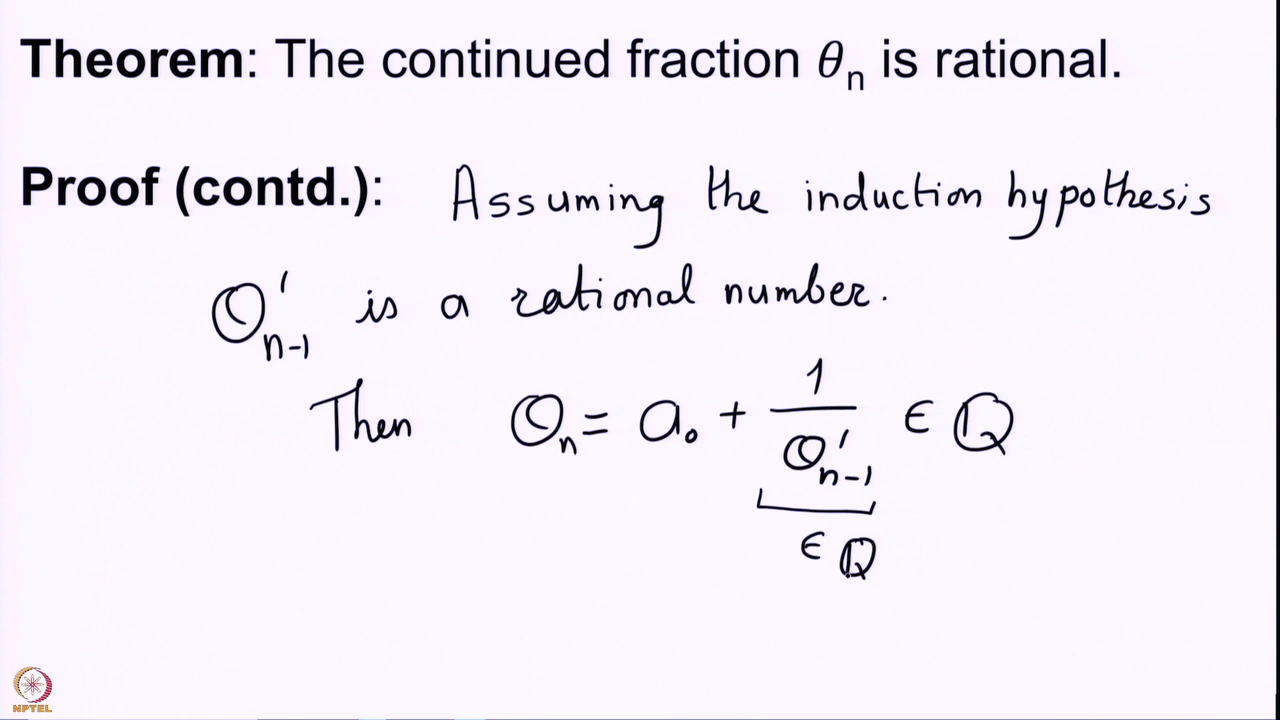 Theorem: The continued fraction θₙ is rational.
Proof (contd.): Assuming the induction hypothesis
θ'ₙ₋₁ is a rational number.
Then θₙ = a₀ + 1/θ'ₙ₋₁ ∈ ℚ
∈ ℚ
NPTEL